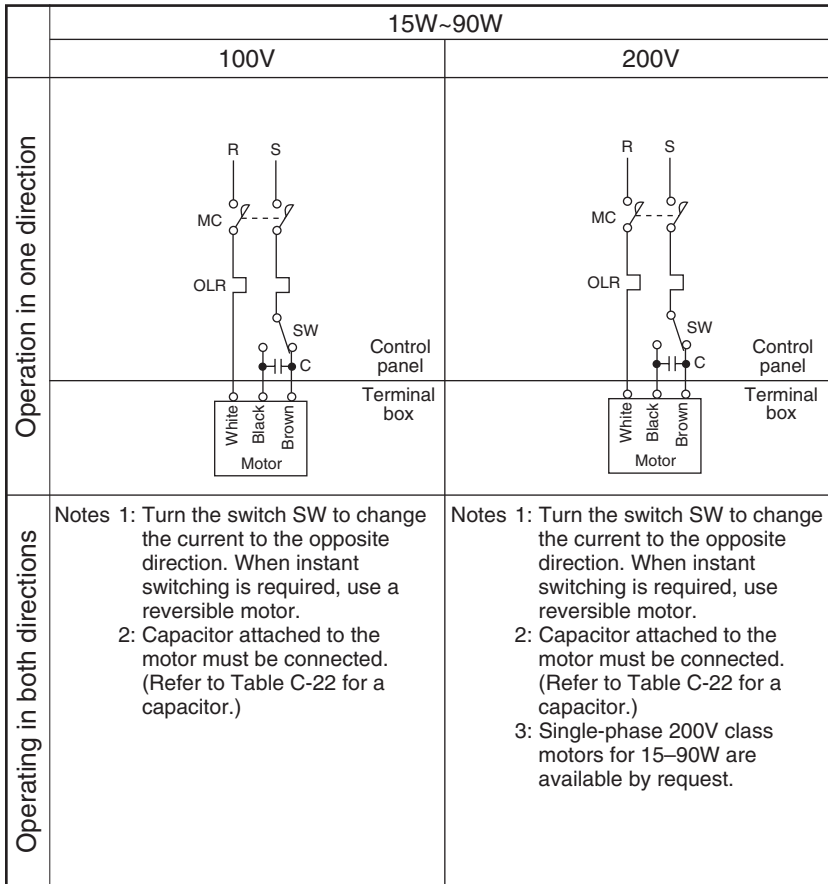 15W~90W
100V
200V
Operation in one direction
R S
MC
OLR
SW
C
Control
panel
Terminal
box
White
Black
Brown
Motor
R S
MC
OLR
SW
C
Control
panel
Terminal
box
White
Black
Brown
Motor
Operating in both directions
Notes 1: Turn the switch SW to change
the current to the opposite
direction. When instant
switching is required, use a
reversible motor.
2: Capacitor attached to the
motor must be connected.
(Refer to Table C-22 for a
capacitor.)
Notes 1: Turn the switch SW to change
the current to the opposite
direction. When instant
switching is required, use
reversible motor.
2: Capacitor attached to the
motor must be connected.
(Refer to Table C-22 for a
capacitor.)
3: Single-phase 200V class
motors for 15–90W are
available by request.